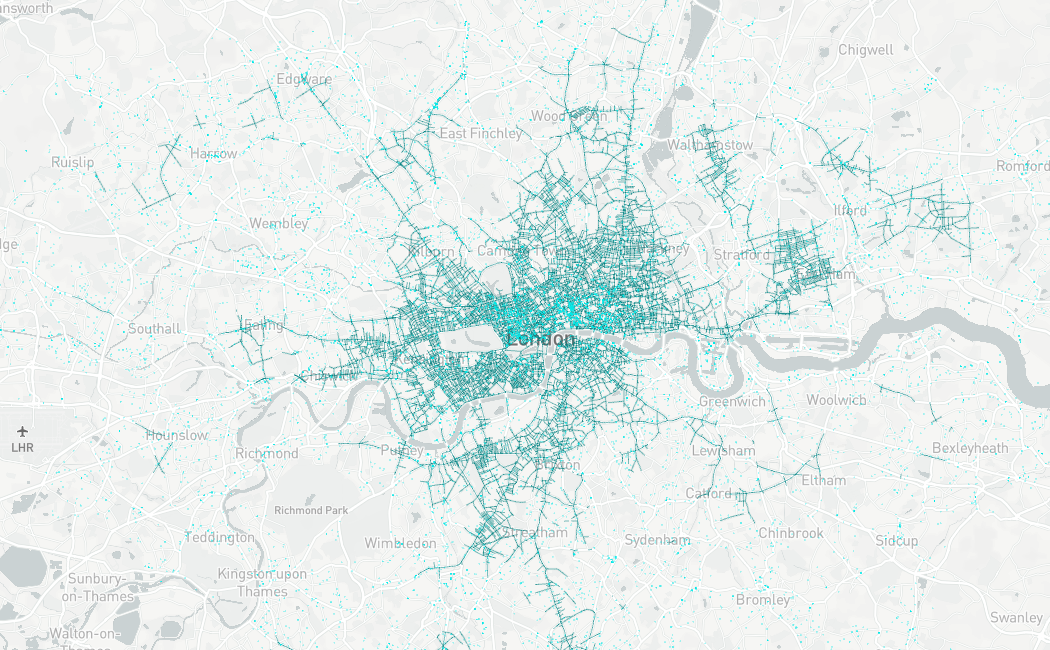 nsworth
Chigwell
Edgware
Wood Green
East Finchley
Walthamstow
Ruislip
Harrow
Romford
Ilford
Wembley
dge
Kilburn
Camden Town
Hackney
Stratford
East Ham
Southall
Ealing
London
Kensington
Chiswick
Greenwich
Woolwich
LHR
Hounslow
Richmond
Putney
Brixton
Lewisham
Bexleyheath
Eltham
Catford
Richmond Park
Teddington
Wimbledon
Streatham
Sydenham
Chinbrook
Sidcup
Sunbury-
on-Thames
Kingston upon
Thames
Bromley
Swanley
Walton-on-
Thames